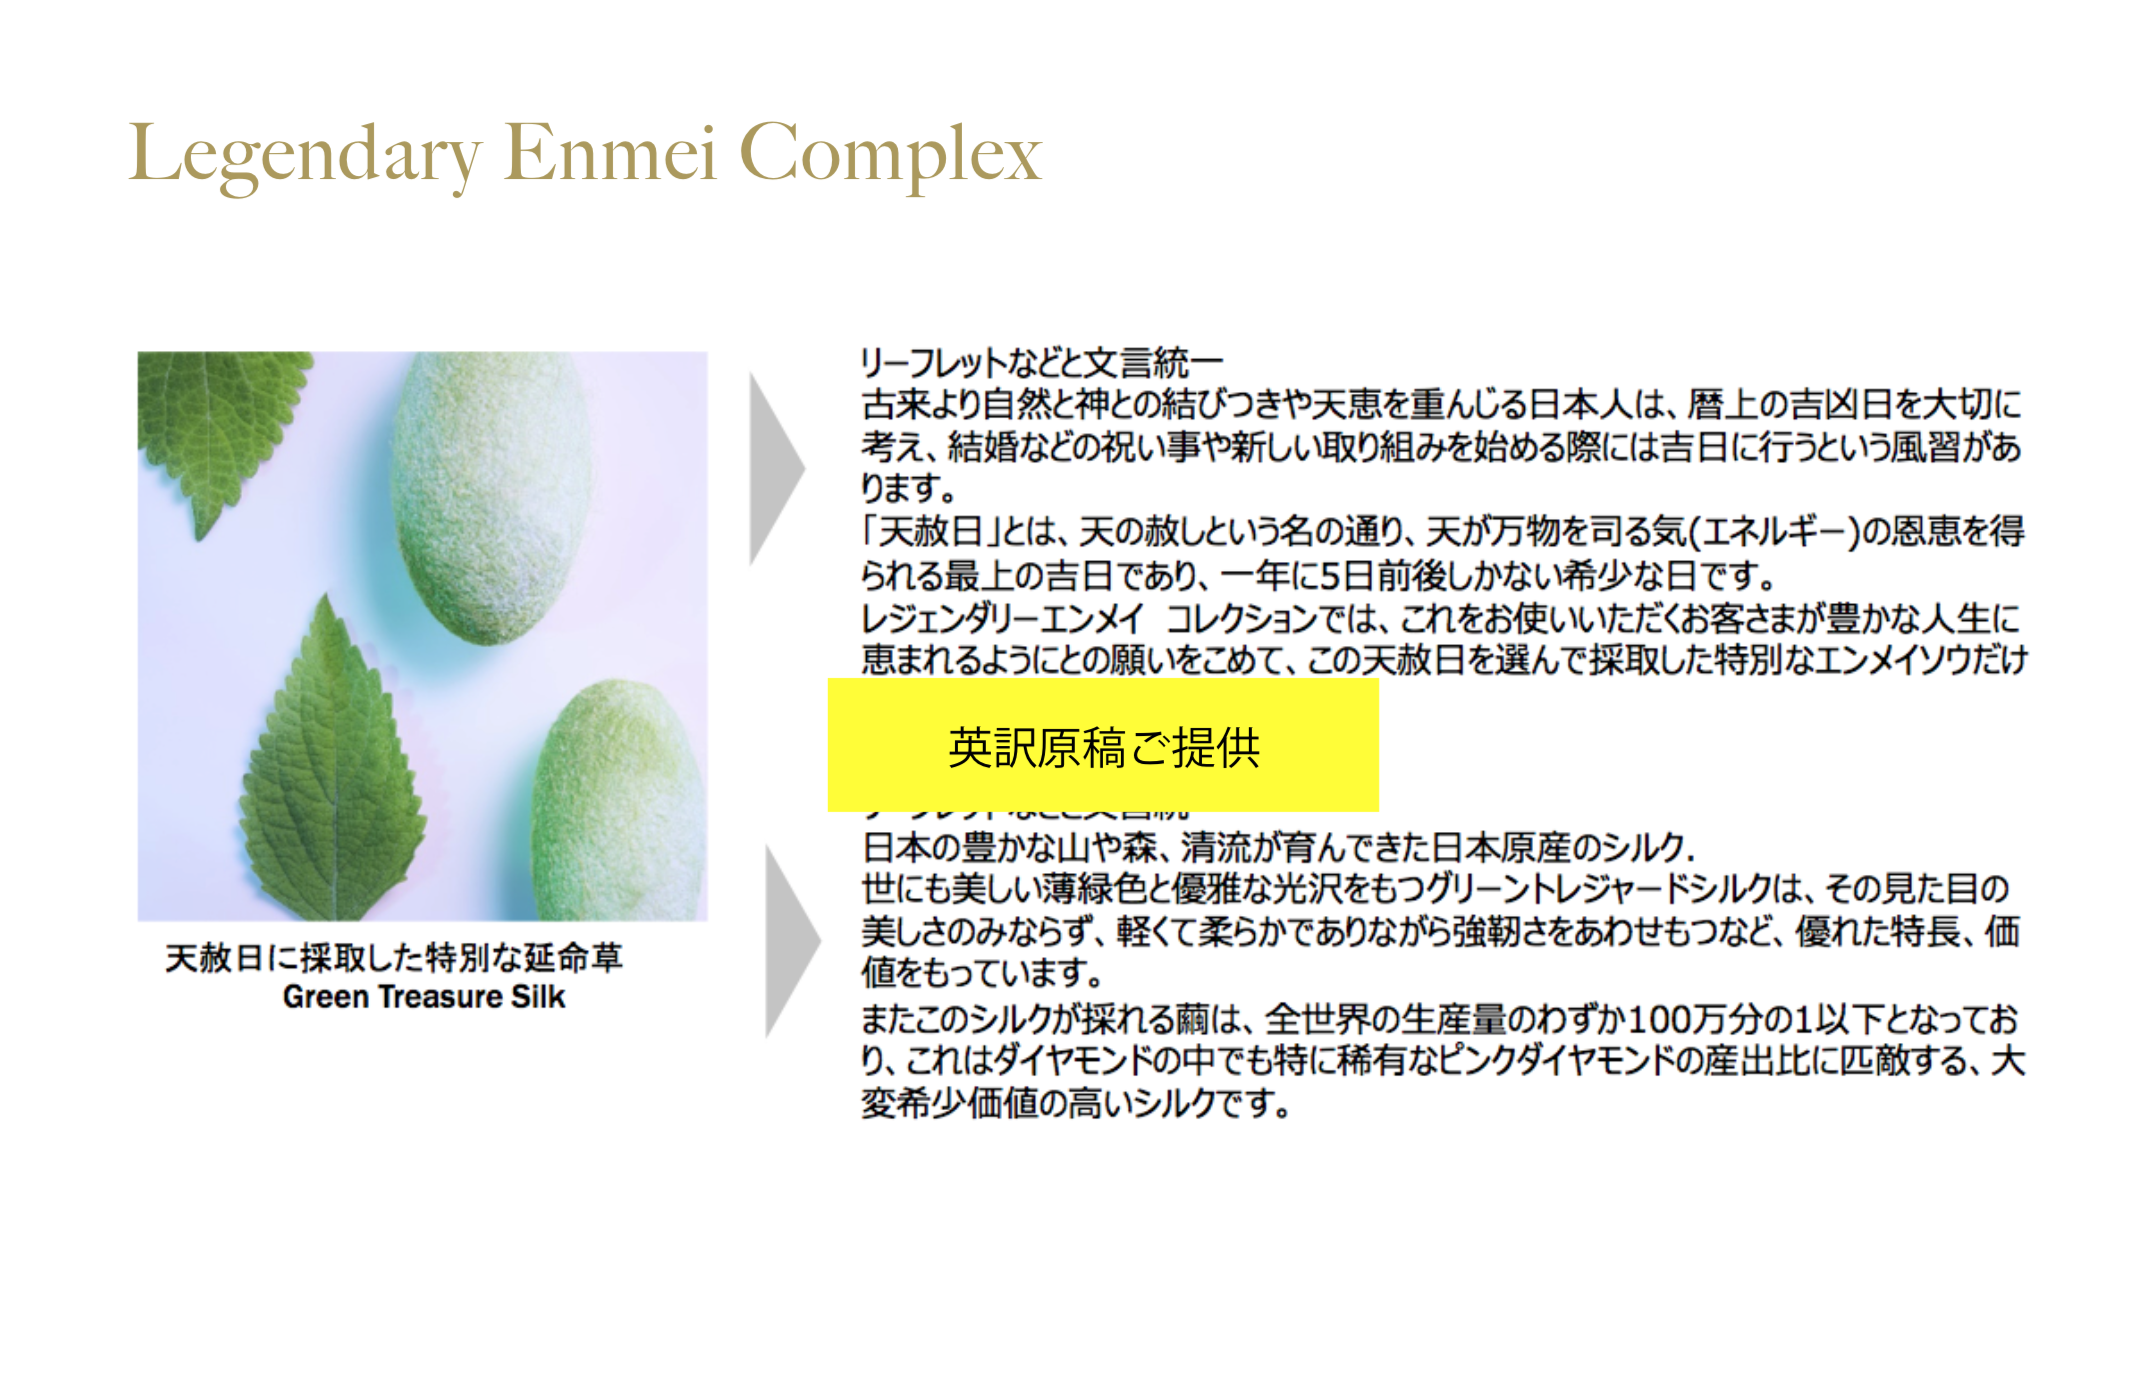 Legendary Enmei Complex
リーフレットなどと文言統一
古来より自然と神との結びつきや天恵を重んじる日本人は、暦上の吉凶日を大切に
考え、結婚などの祝い事や新しい取り組みを始める際には吉日に行うという風習があ
ります。
「天赦日」とは、天の赦しという名の通り、天が万物を司る気(エネルギー)の恩恵を得
られる最上の吉日であり、一年に5日前後しかない希少な日です。
レジェンダリーエンメイ　コレクションでは、これをお使いいただくお客さまが豊かな人生に
恵まれるようにとの願いをこめて、この天赦日を選んで採取した特別なエンメイソウだけ
英訳原稿ご提供
日本の豊かな山や森、清流が育んできた日本原産のシルク.
世にも美しい薄緑色と優雅な光沢をもつグリーントレジャードシルクは、その見た目の
美しさのみならず、軽くて柔らかでありながら強靭さをあわせもつなど、優れた特長、価
値をもっています。
またこのシルクが採れる繭は、全世界の生産量のわずか100万分の1以下となってお
り、これはダイヤモンドの中でも特に稀有なピンクダイヤモンドの産出比に匹敵する、大
変希少価値の高いシルクです。
天赦日に採取した特別な延命草
Green Treasure Silk